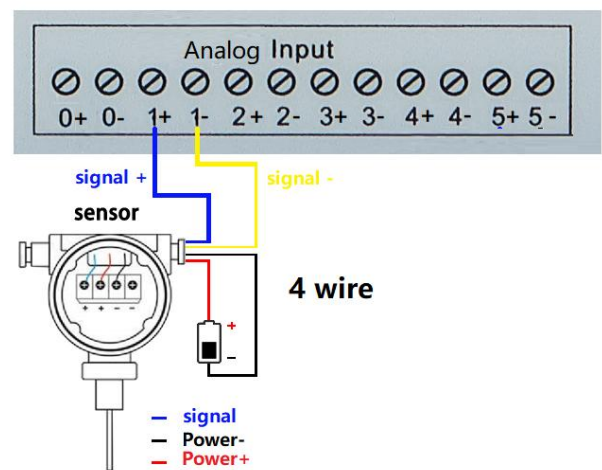 Analog Input
0+ 0- 1+ 1- 2+ 2- 3+ 3- 4+ 4- 5+ 5-
signal + signal -
sensor
+ + - -
4 wire
+
-
signal
Power-
Power+